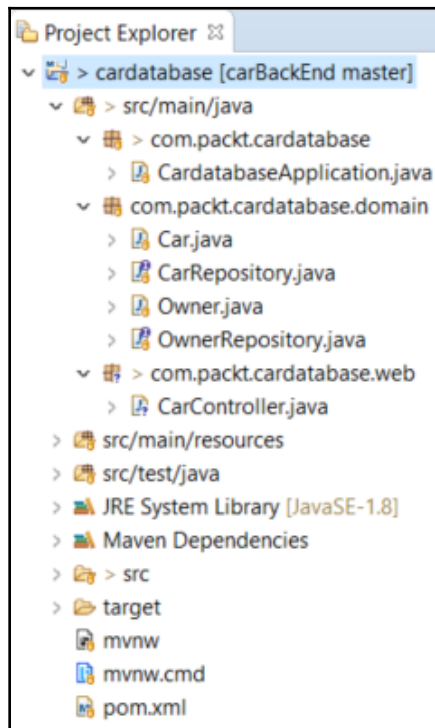 Project Explorer
> cardatabase [carBackEnd master]
> src/main/java
> com.packt.cardatabase
CardatabaseApplication.java
com.packt.cardatabase.domain
Car.java
CarRepository.java
Owner.java
OwnerRepository.java
> com.packt.cardatabase.web
CarController.java
src/main/resources
src/test/java
JRE System Library [JavaSE-1.8]
Maven Dependencies
> src
target
mvnw
mvnw.cmd
pom.xml